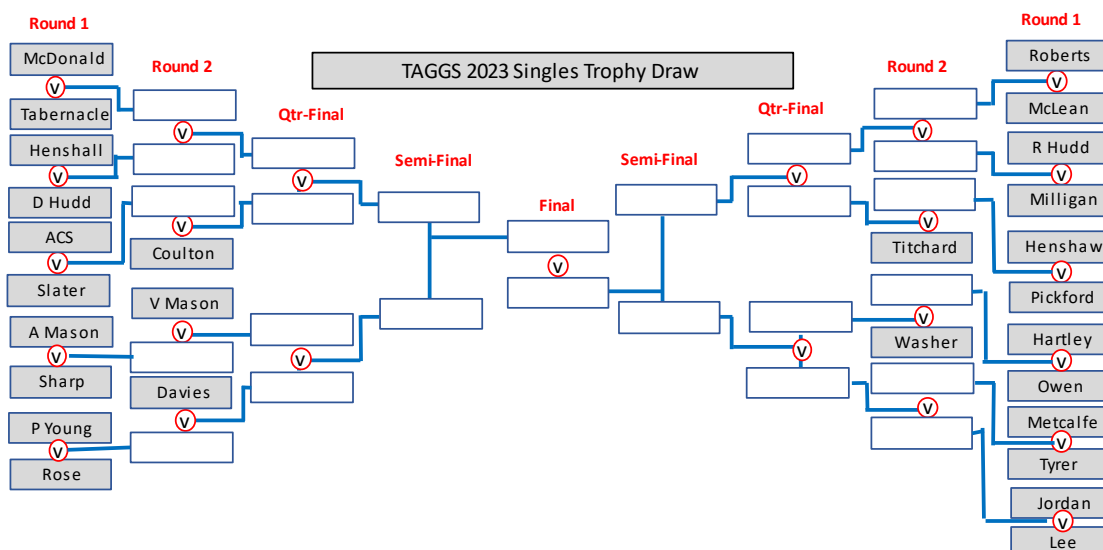 Round 1
Round 1
McDonald
Round 2
TAGGS 2023 Singles Trophy Draw
Round 2
Roberts
V
V
Tabernacle
Qtr-Final
Qtr-Final
McLean
V
V
Henshall
Semi-Final
Semi-Final
R Hudd
V
V
V
V
D Hudd
Final
Milligan
ACS
V
V
Titchard
Henshaw
Coulton
V
V
V
Slater
V Mason
Pickford
A Mason
V
V
Washer
Hartley
V
V
V
V
Sharp
Davies
Owen
P Young
V
V
Metcalfe
V
V
Rose
Tyrer
Jordan
V
Lee